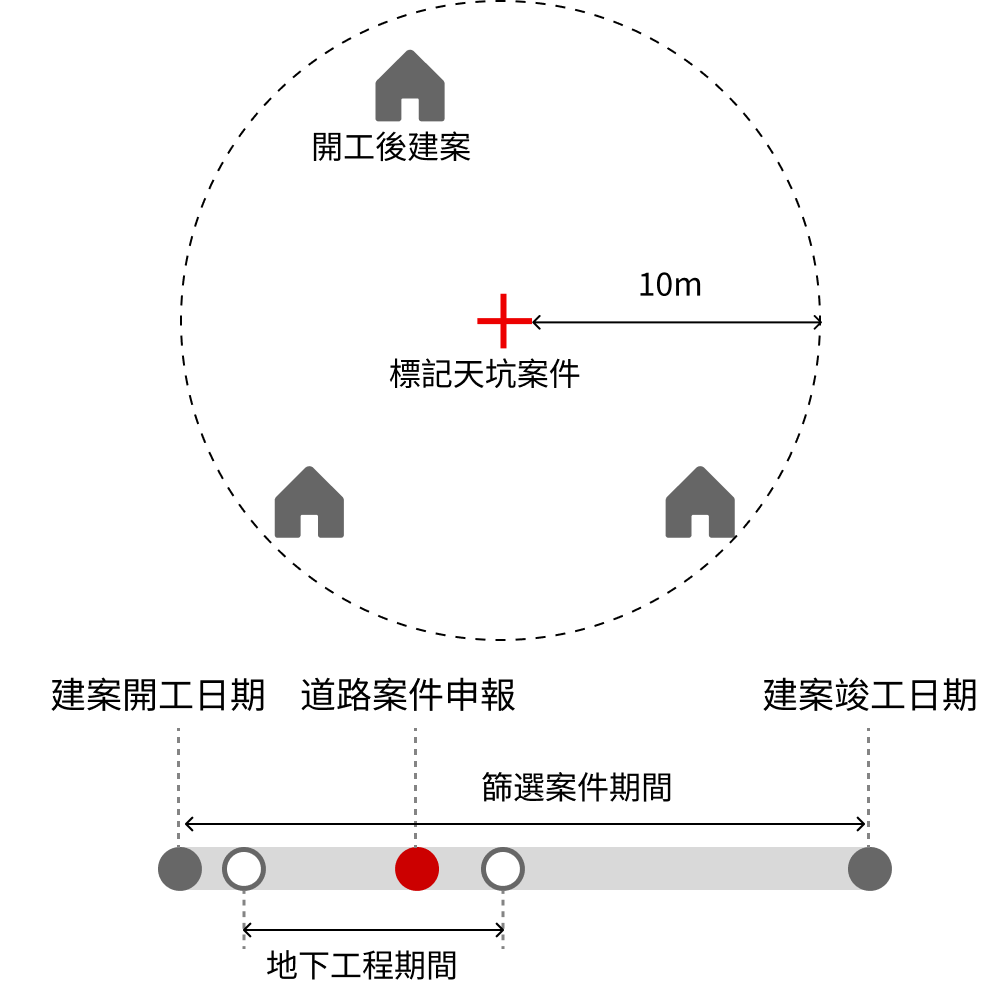 開工後建案
10m
標記天坑案件
建案開工日期
道路案件申報
建案竣工日期
篩選案件期間
地下工程期間